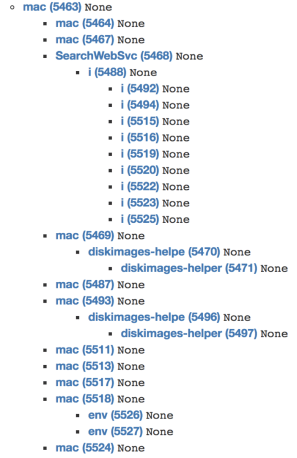 mac (5463) None
mac (5464) None
mac (5467) None
SearchWebSvc (5468) None
i (5488) None
i (5492) None
i (5494) None
i (5515) None
i (5516) None
i (5519) None
i (5520) None
i (5522) None
i (5523) None
i (5525) None
mac (5469) None
diskimages-helpe (5470) None
diskimages-helper (5471) None
mac (5487) None
mac (5493) None
diskimages-helpe (5496) None
diskimages-helper (5497) None
mac (5511) None
mac (5513) None
mac (5517) None
mac (5518) None
env (5526) None
env (5527) None
mac (5524) None